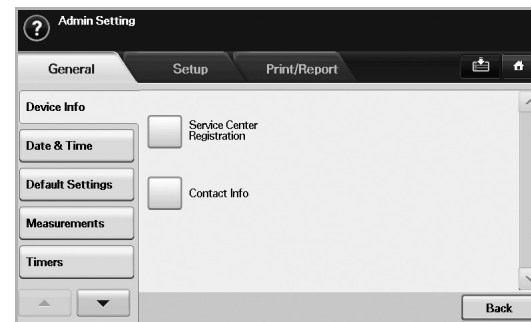 ? Admin Setting
General Setup Print/Report
Device Info
Date & Time
Default Settings
Measurements
Timers
Service Center
Registration
Contact Info
Back